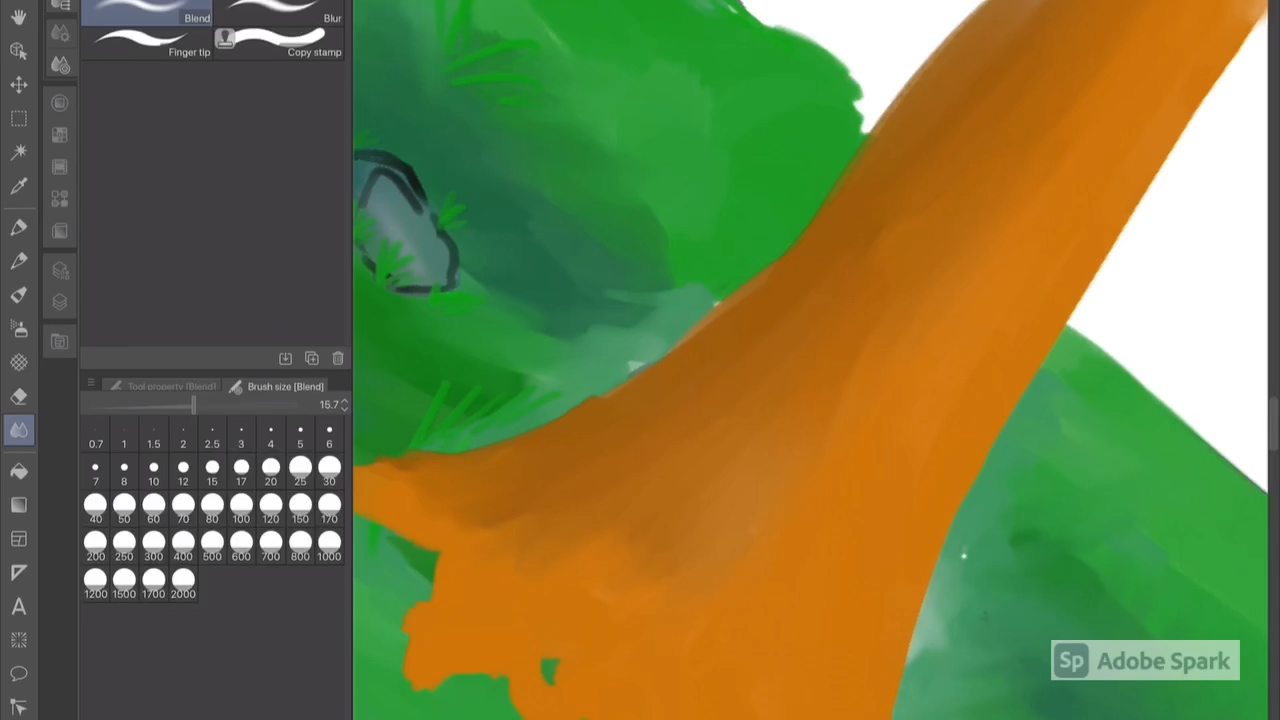 Blend
Blur
Finger tip
Copy stamp
Tool property [Blend]
Brush size [Blend]
15.7
0.7 1 1.5 2 2.5 3 4 5 6
7 8 10 12 15 17 20 25 30
40 50 60 70 80 100 120 150 170
200 250 300 400 500 600 700 800 1000
1200 1500 1700 2000
A
Sp Adobe Spark